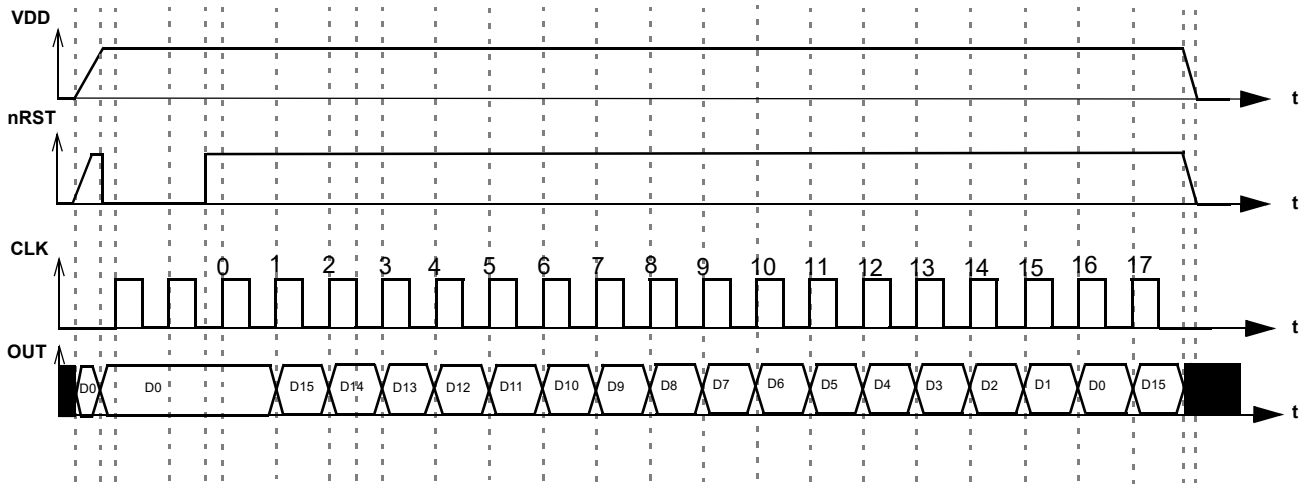 VDD
t
nRST
t
CLK
0 1 2 3 4 5 6 7 8 9 10 11 12 13 14 15 16 17
t
OUT
D0 D0 D15 D14 D13 D12 D11 D10 D9 D8 D7 D6 D5 D4 D3 D2 D1 D0 D15
t